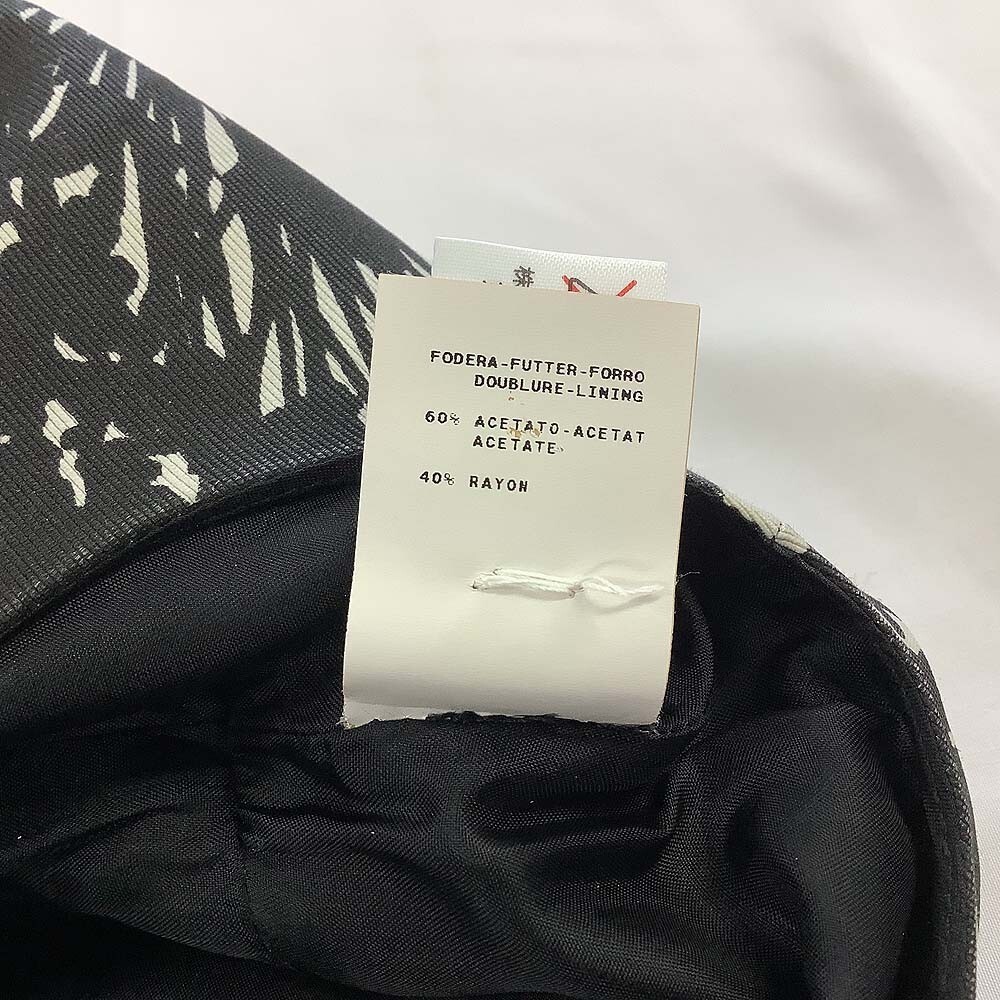 FODERA-FUTTER-FORRO
DOUBLURE-LINING
60% ACETATO-ACETAT
ACETATE
40% RAYON